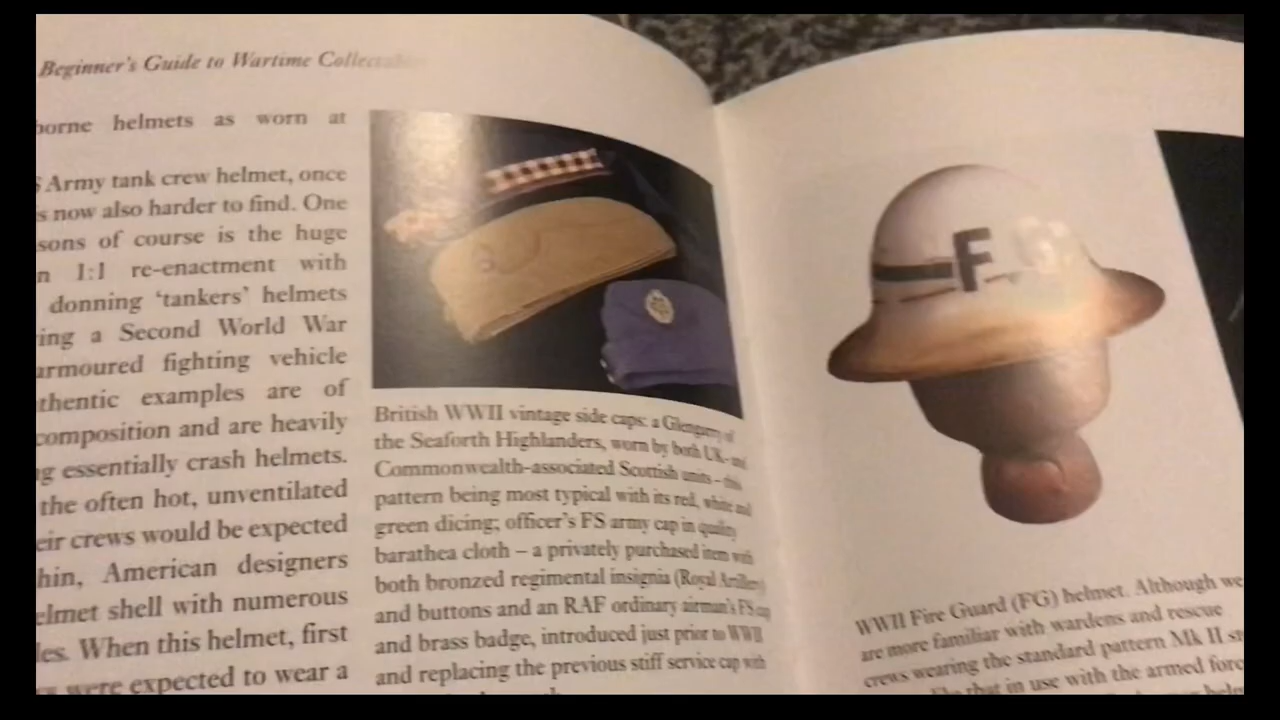 Beginner's Guide to Wartime
borne helmets as worn at
Army tank crew helmet, once
s now also harder to find. One
sons of course is the huge
n 1:1 re-enactment with
donning 'tankers' helmets
ing a Second World War
armoured fighting vehicle
thentic examples are of
composition and are heavily
g essentially crash helmets.
the often hot, unventilated
eir crews would be expected
hin, American designers
elmet shell with numerous
les. When this helmet, first
were expected to wear a
British WWII vintage side caps: a Glengarry of
the Seaforth Highlanders, worn by both UK- and
Commonwealth-associated Scottish units – this
pattern being most typical with its red, white and
green dicing; officer's FS army cap in quality
barathea cloth – a privately purchased item with
both bronzed regimental insignia (Royal Artillery)
and buttons and an RAF ordinary airman's FS cap
and brass badge, introduced just prior to WWII
and replacing the previous stiff service cap with
F G
WWII Fire Guard (FG) helmet. Although we
are more familiar with wardens and rescue
crews wearing the standard pattern Mk II
that in use with the armed